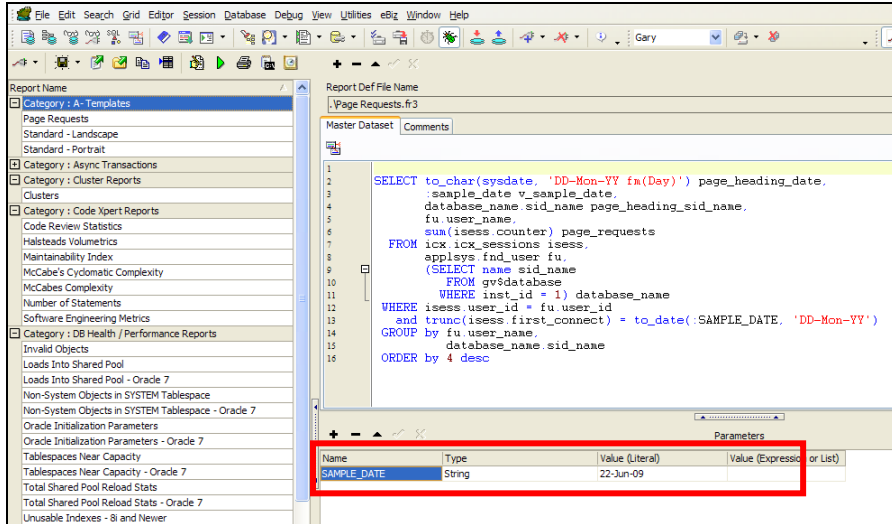 File Edit Search Grid Editor Session Database Debug View Utilities eBiz Window Help
Gary
Report Name
Category : A- Templates
Page Requests
Standard - Landscape
Standard - Portrait
Category : Async Transactions
Category : Cluster Reports
Clusters
Category : Code Xpert Reports
Code Review Statistics
Halsteads Volumetrics
Maintainability Index
McCabe's Cyclomatic Complexity
McCabes Complexity
Number of Statements
Software Engineering Metrics
Category : DB Health / Performance Reports
Invalid Objects
Loads Into Shared Pool
Loads Into Shared Pool - Oracle 7
Non-System Objects in SYSTEM Tablespace
Non-System Objects in SYSTEM Tablespace - Oracle 7
Oracle Initialization Parameters
Oracle Initialization Parameters - Oracle 7
Tablespaces Near Capacity
Tablespaces Near Capacity - Oracle 7
Total Shared Pool Reload Stats
Total Shared Pool Reload Stats - Oracle 7
Unusable Indexes - 8i and Newer
Report Def File Name
.\Page Requests.fr3
Master Dataset Comments
1
2 SELECT to_char(sysdate, 'DD-Mon-YY fm(Day)') page_heading_date,
3 :sample_date v_sample_date,
4 database_name.sid_name page_heading_sid_name,
5 fu.user_name,
6 sum(isess.counter) page_requests
7 FROM icx.icx_sessions isess,
8 applsys.fnd_user fu,
9 (SELECT name sid_name
10 FROM gv$database
11 WHERE inst_id = 1) database_name
12 WHERE isess.user_id = fu.user_id
13 and trunc(isess.first_connect) = to_date(:SAMPLE_DATE, 'DD-Mon-YY')
14 GROUP by fu.user_name,
15 database_name.sid_name
16 ORDER by 4 desc
Parameters
Name Type Value (Literal) Value (Expression or List)
SAMPLE_DATE String 22-Jun-09